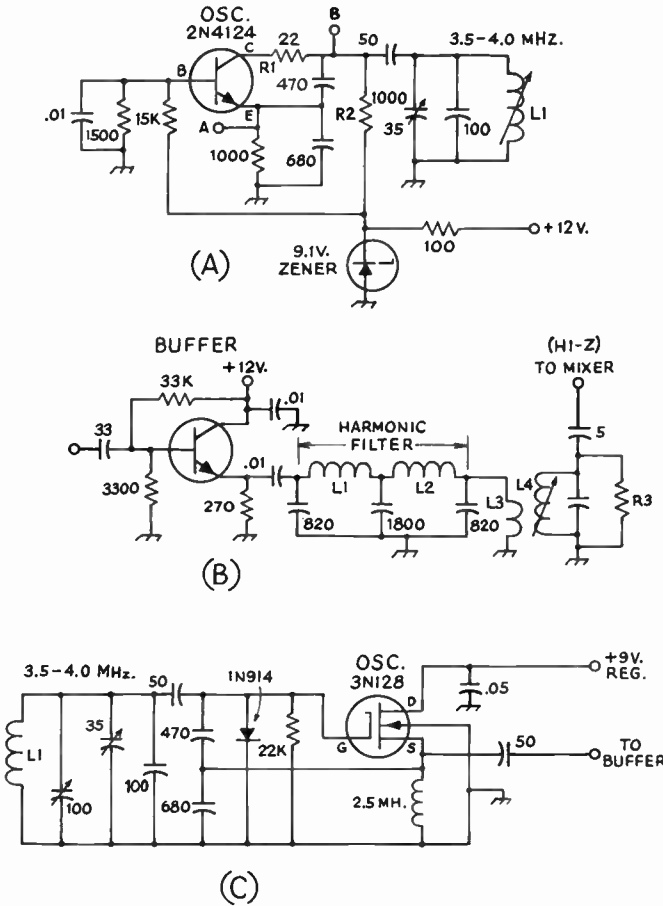 OSC.
2N4124
B
C
22
50
3.5-4.0 MHZ.
B
R1
470
.01
1500
15K
E
A
1000
680
R2
1000
35
100
L1
+12V.
100
9.1V.
ZENER
(A)
BUFFER
+12V.
(HI-Z)
TO MIXER
33K
.01
33
HARMONIC
FILTER
5
.01
L1
L2
L3
L4
R3
3300
270
820
1800
820
(B)
3.5-4.0 MHZ.
50
1N914
OSC.
3N128
+9V.
REG.
D
.05
35
470
22K
G
S
50
TO
BUFFER
L1
100
100
680
2.5MH.
(C)